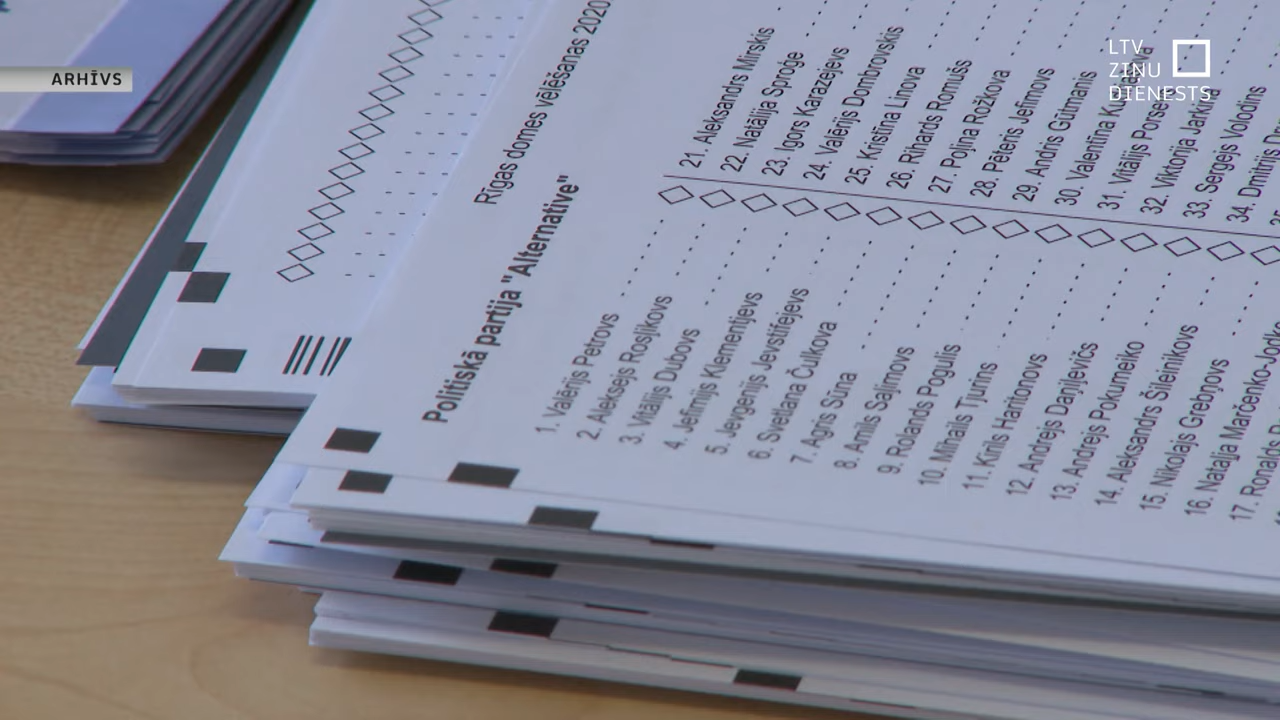 ARHĪVS
LTV
ZIŅU
DIENESTS
Rīgas domes vēlēšanas 2020
Politiskā partija "Alternative"
1. Valērijs Petrovs
2. Aleksejs Rosļikovs
3. Vitālijs Dubovs
4. Jefimijs Klementjevs
5. Jevgenijs Jevstifejevs
6. Svetlana Čulkova
7. Agris Sūna
8. Amils Saļimovs
9. Rolands Pogulis
10. Mihails Tjurins
11. Kirils Haritonovs
12. Andrejs Daņiļevičs
13. Andrejs Pokumeiko
14. Aleksandrs Šileinikovs
15. Nikolajs Grebņovs
16. Natalja Marčenko-Jodko
17. Ronalds
21. Aleksandrs Mirskis
22. Natālija Sproģe
23. Igors Karazejevs
24. Valērijs Dombrovskis
25. Kristīna Linova
26. Rihards Romušs
27. Poļina Rožkova
28. Pēteris Jefimovs
29. Andris Gūtmanis
30. Valentīna
31. Vitālijs
32. Viktorija
33. Sergejs Volodins
34. Dmitrijs